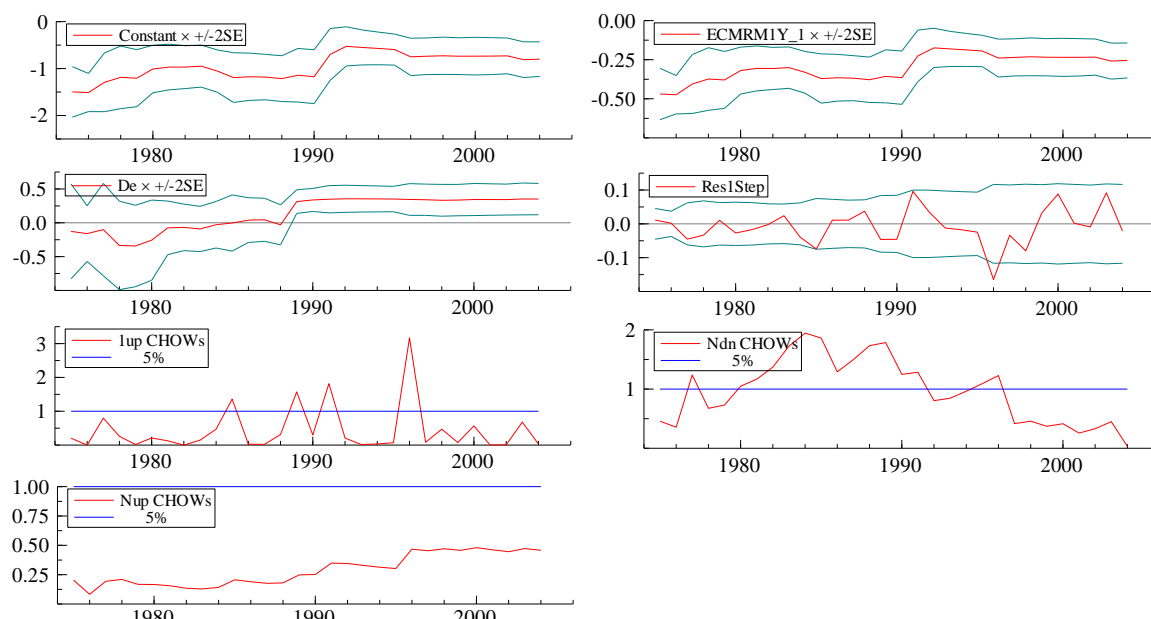 0
-1
-2
Constant × +/-2SE
1980 1990 2000
0.00
-0.25
-0.50
ECMRM1Y_1 × +/-2SE
1980 1990 2000
0.5
0.0
-0.5
De × +/-2SE
1980 1990 2000
0.1
0.0
-0.1
Res1Step
1980 1990 2000
3
2
1
1up CHOWs
5%
1980 1990 2000
2
1
Ndn CHOWs
5%
1980 1990 2000
1.00
0.75
0.50
0.25
Nup CHOWs
5%
1980 1990 2000